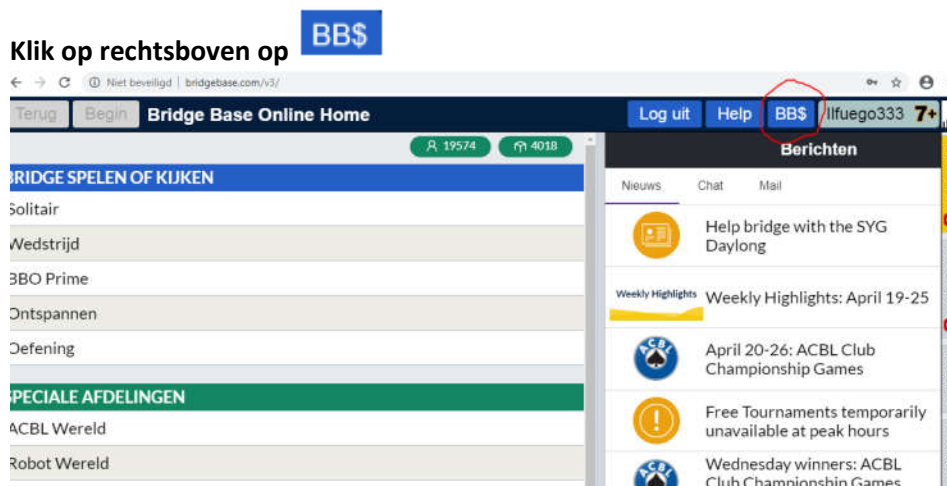 Klik op rechtsboven op BB$
Niet beveiligd | bridgebase.com/v3/
Terug Begin Bridge Base Online Home Log uit Help BB$ llfuego333 7+
19574 4018
Berichten
BRIDGE SPELEN OF KIJKEN
Nieuws Chat Mail
Solitair
Wedstrijd
BBO Prime
Ontspannen
Oefening
SPECIALE AFDELINGEN
ACBL Wereld
Robot Wereld
Help bridge with the SYG
Daylong
Weekly Highlights
Weekly Highlights: April 19-25
ACBL
April 20-26: ACBL Club
Championship Games
Free Tournaments temporarily
unavailable at peak hours
ACBL
Wednesday winners: ACBL
Club Championship Games